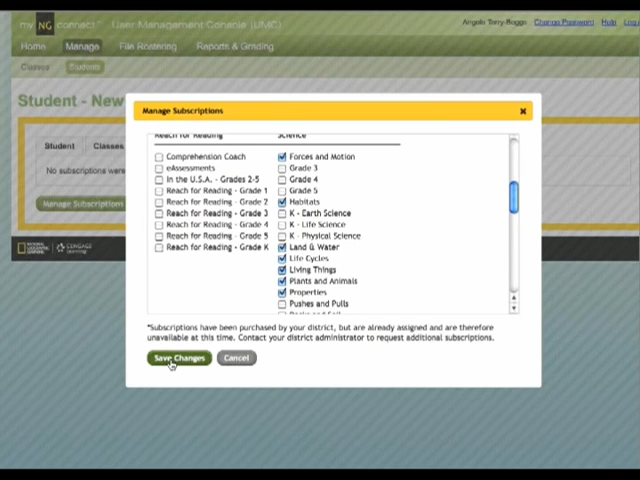 my NG connect User Management Console (UMC)
Angela Terry-Boggs Change Password Help
Home Manage File Rostering Reports & Grading
Classes Students
Student - New
Manage Subscriptions
Student Classes
No subscriptions were
Manage Subscriptions
NATIONAL GEOGRAPHIC CENGAGE Learning
Reach for Reading Science
Comprehension Coach Forces and Motion
eAssessments Grade 3
In the U.S.A. - Grades 2-5 Grade 4
Reach for Reading - Grade 1 Grade 5
Reach for Reading - Grade 2 Habitats
Reach for Reading - Grade 3 K - Earth Science
Reach for Reading - Grade 4 K - Life Science
Reach for Reading - Grade 5 K - Physical Science
Reach for Reading - Grade K Land & Water
Life Cycles
Living Things
Plants and Animals
Properties
Pushes and Pulls
*Subscriptions have been purchased by your district, but are already assigned and are therefore
unavailable at this time. Contact your district administrator to request additional subscriptions.
Save Changes Cancel